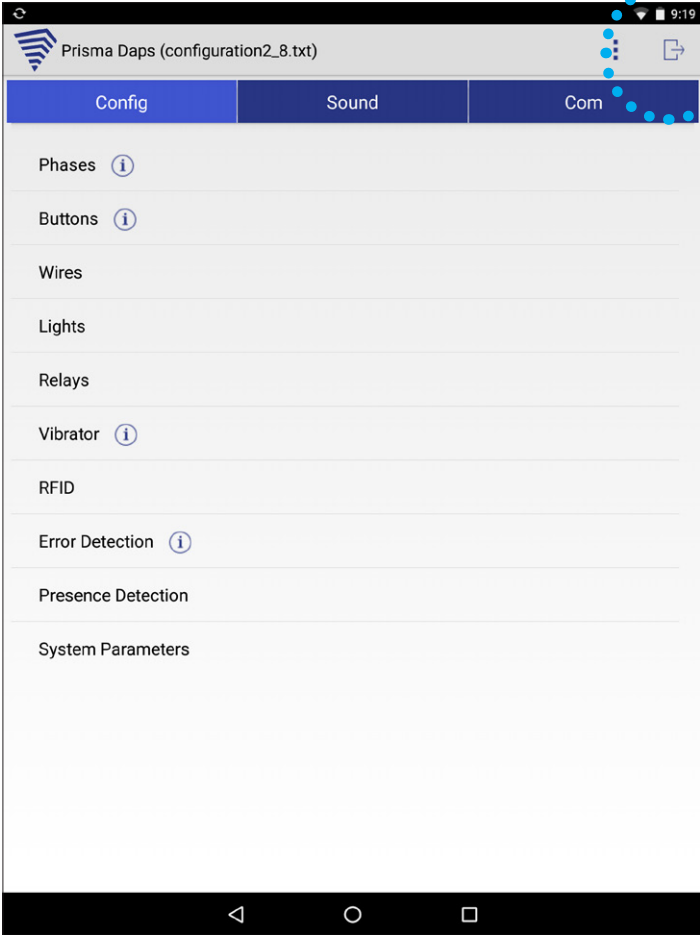 9:19
Prisma Daps (configuration2_8.txt)
Config Sound Com
Phases i
Buttons i
Wires
Lights
Relays
Vibrator i
RFID
Error Detection i
Presence Detection
System Parameters